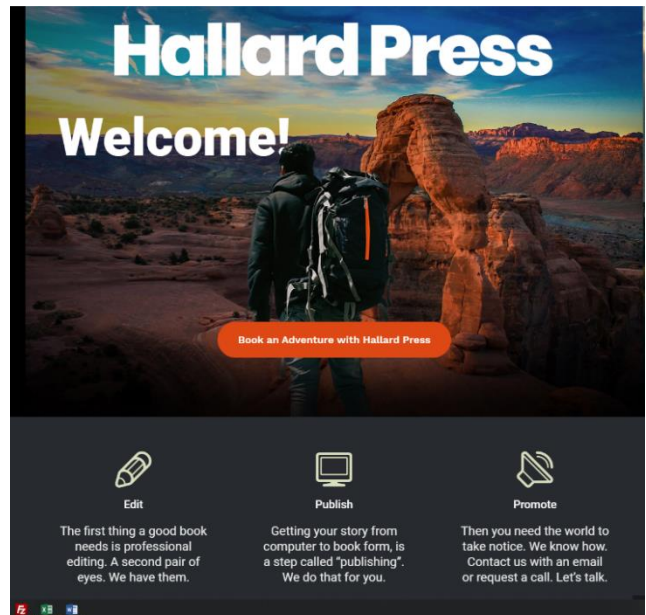 Hallard Press
Welcome!
Book an Adventure with Hallard Press
Edit
The first thing a good book
needs is professional
editing. A second pair of
eyes. We have them.
Publish
Getting your story from
computer to book form, is
a step called “publishing”.
We do that for you.
Promote
Then you need the world to
take notice. We know how.
Contact us with an email
or request a call. Let's talk.